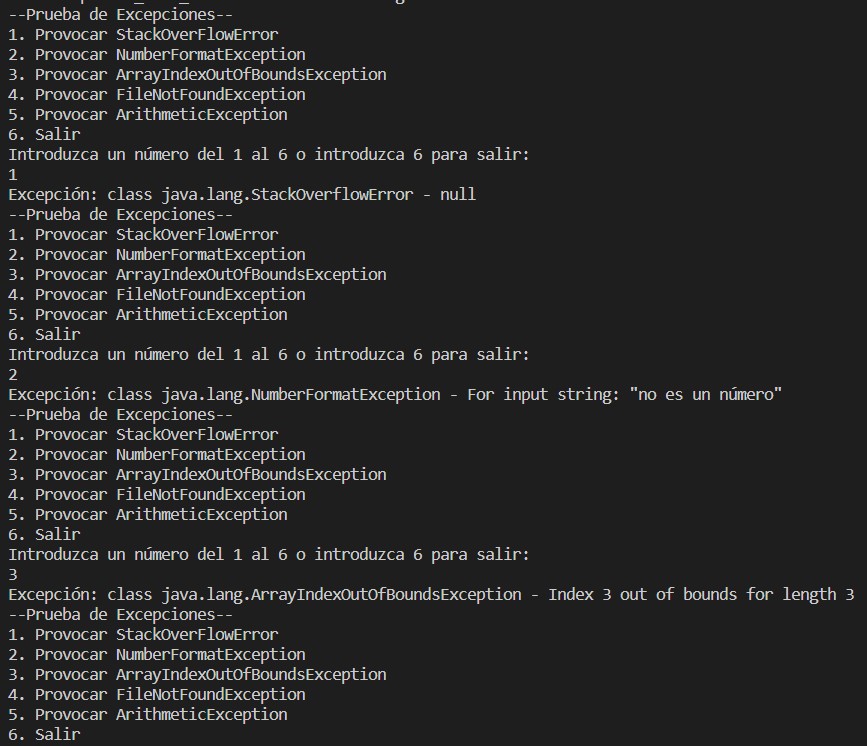 --Prueba de Excepciones--
1. Provocar StackOverFlowError
2. Provocar NumberFormatException
3. Provocar ArrayIndexOutOfBoundsException
4. Provocar FileNotFoundException
5. Provocar ArithmeticException
6. Salir
Introduzca un número del 1 al 6 o introduzca 6 para salir:
1
Excepción: class java.lang.StackOverflowError - null
--Prueba de Excepciones--
1. Provocar StackOverFlowError
2. Provocar NumberFormatException
3. Provocar ArrayIndexOutOfBoundsException
4. Provocar FileNotFoundException
5. Provocar ArithmeticException
6. Salir
Introduzca un número del 1 al 6 o introduzca 6 para salir:
2
Excepción: class java.lang.NumberFormatException - For input string: "no es un número"
--Prueba de Excepciones--
1. Provocar StackOverFlowError
2. Provocar NumberFormatException
3. Provocar ArrayIndexOutOfBoundsException
4. Provocar FileNotFoundException
5. Provocar ArithmeticException
6. Salir
Introduzca un número del 1 al 6 o introduzca 6 para salir:
3
Excepción: class java.lang.ArrayIndexOutOfBoundsException - Index 3 out of bounds for length 3
--Prueba de Excepciones--
1. Provocar StackOverFlowError
2. Provocar NumberFormatException
3. Provocar ArrayIndexOutOfBoundsException
4. Provocar FileNotFoundException
5. Provocar ArithmeticException
6. Salir